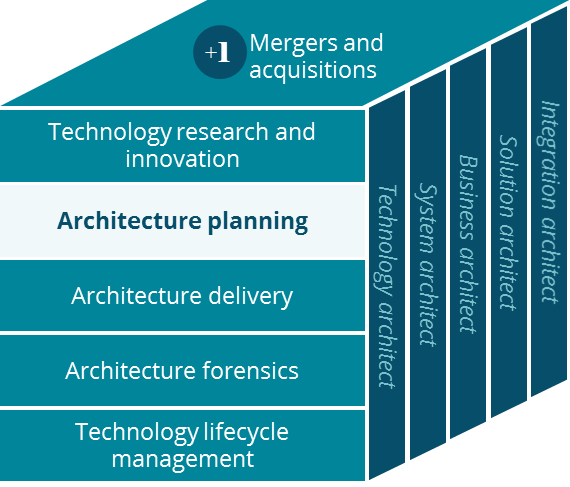 +1
Mergers and
acquisitions
Technology research and
innovation
Architecture planning
Architecture delivery
Architecture forensics
Technology lifecycle
management
Technology architect
System architect
Business architect
Solution architect
Integration architect